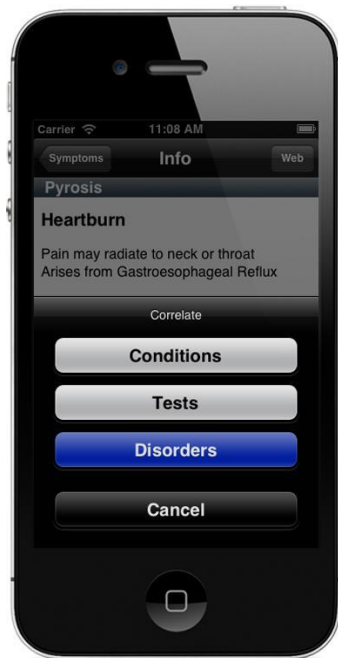 Carrier 11:08 AM
Symptoms Info Web
Pyrosis
Heartburn
Pain may radiate to neck or throat
Arises from Gastroesophageal Reflux
Correlate
Conditions
Tests
Disorders
Cancel